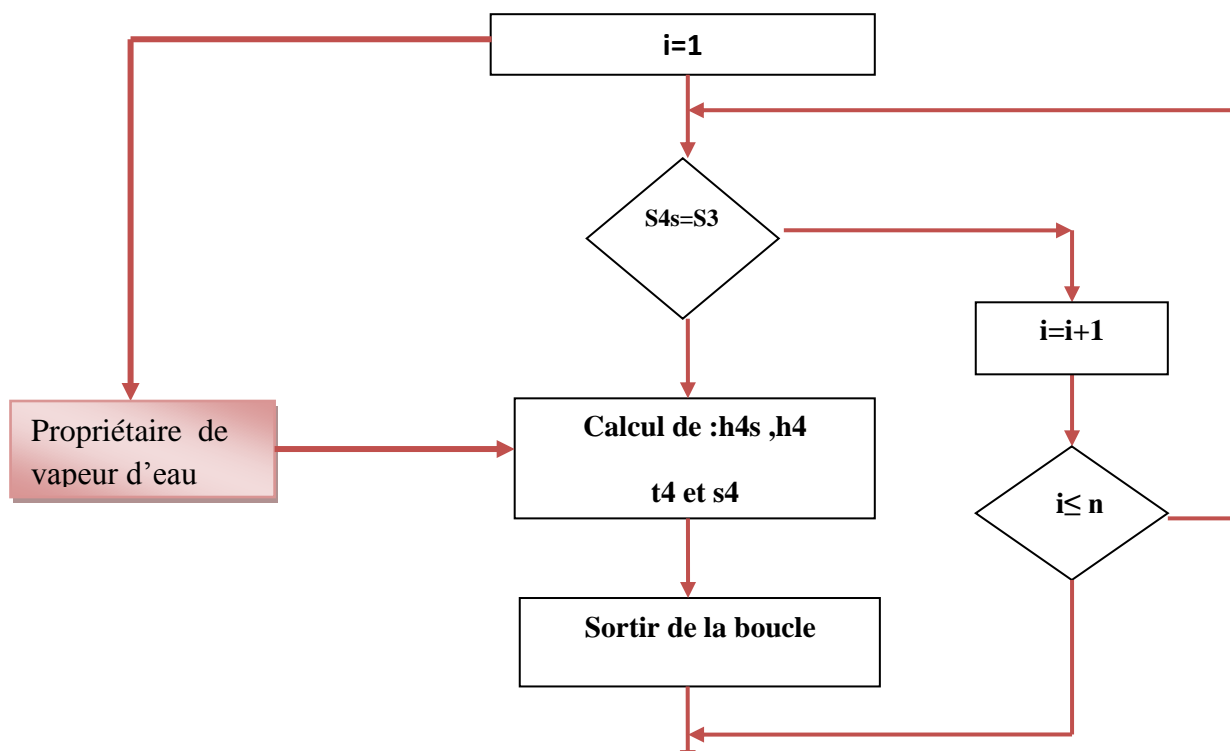 i=1
S4s=S3
i=i+1
Propriétaire de
vapeur d’eau
Calcul de :h4s ,h4
t4 et s4
i≤ n
Sortir de la boucle